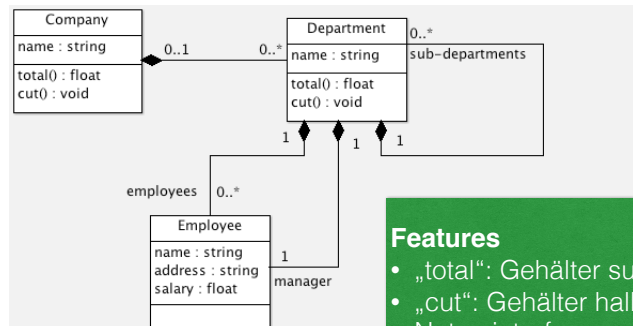 Company
name : string
total() : float
cut() : void
0..1
0..*
Department
name : string
total() : float
cut() : void
0..*
sub-departments
1
1
1
employees
0..*
Employee
name : string
address : string
salary : float
1
manager
Features
• „total“: Gehälter
• „cut“: Gehälter